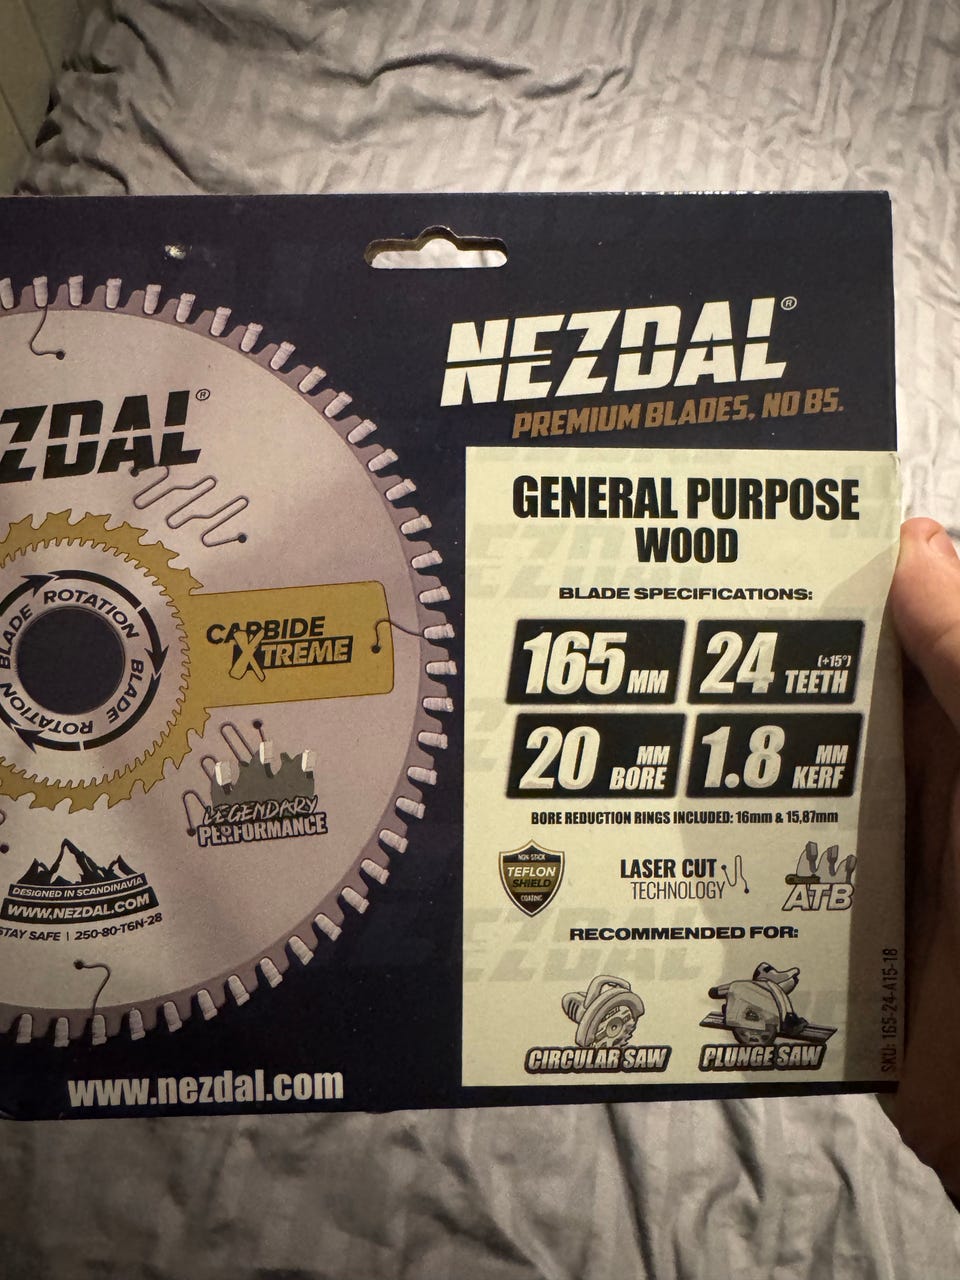 NEZDAL®
PREMIUM BLADES, NO BS.
ZDAL®
BLADE ROTATION
BLADE ROTATION
CARBIDE
XTREME
LEGENDARY
PERFORMANCE
DESIGNED IN SCANDINAVIA
WWW.NEZDAL.COM
STAY SAFE | 250-80-T6N-28
www.nezdal.com
GENERAL PURPOSE
WOOD
BLADE SPECIFICATIONS:
165 MM
24 (+15°) TEETH
20 MM BORE
1.8 MM KERF
BORE REDUCTION RINGS INCLUDED: 16mm & 15,87mm
NON-STICK
TEFLON
SHIELD
COATING
LASER CUT
TECHNOLOGY
ATB
RECOMMENDED FOR:
CIRCULAR SAW
PLUNGE SAW
SKU: 165-24-A15-18